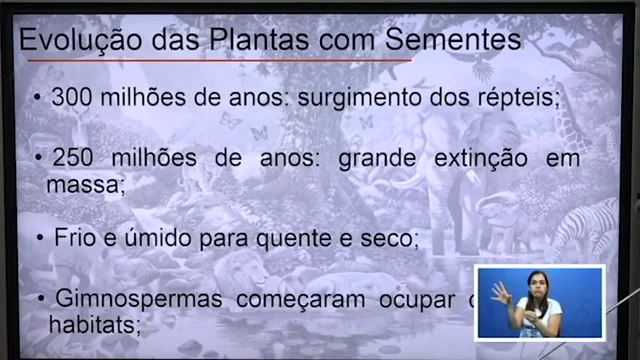 Evolução das Plantas com Sementes
• 300 milhões de anos: surgimento dos répteis;
• 250 milhões de anos: grande extinção em
massa;
• Frio e úmido para quente e seco;
• Gimnospermas começaram ocupar
habitats;